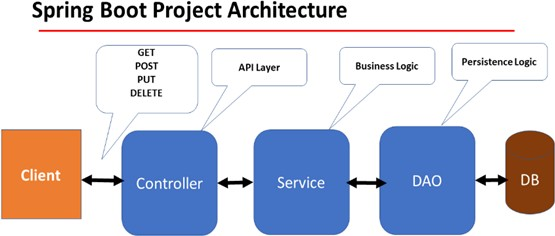 Spring Boot Project Architecture
GET
POST
PUT
DELETE
API Layer
Business Logic
Persistence Logic
Client
Controller
Service
DAO
DB